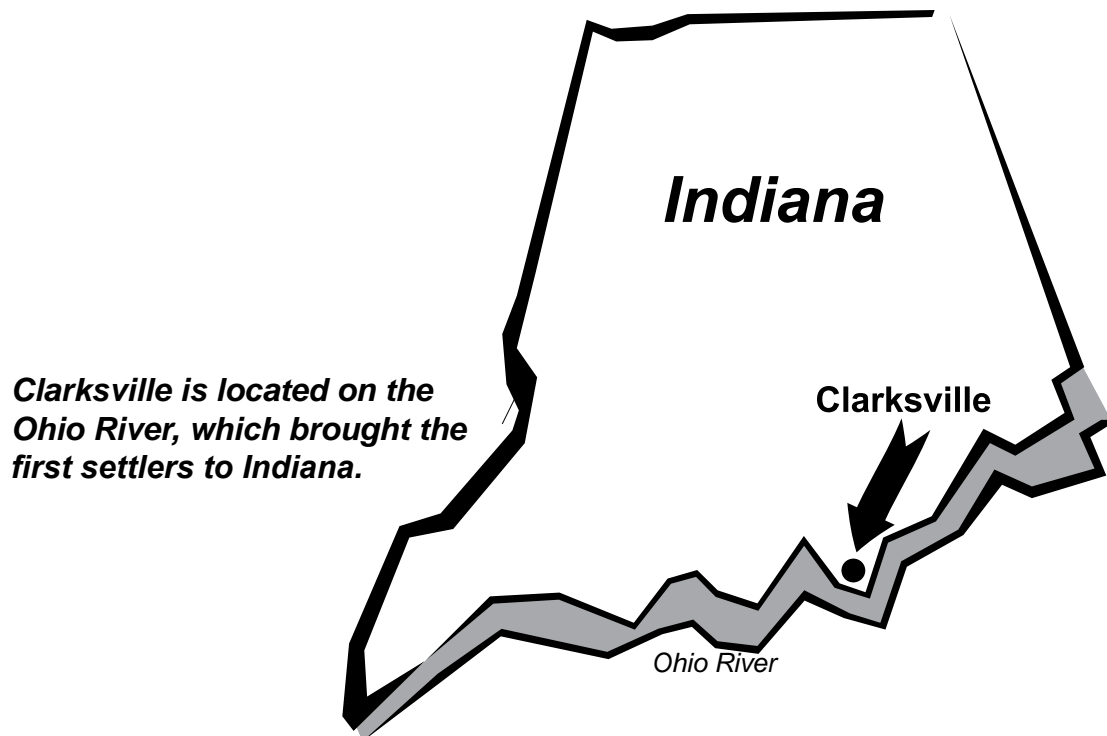 Indiana
Clarksville
Clarksville is located on the
Ohio River, which brought the
first settlers to Indiana.
Ohio River